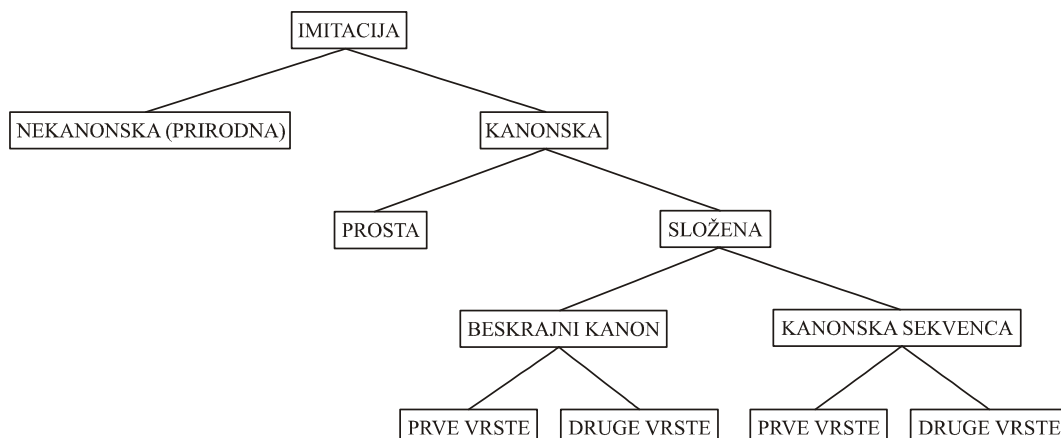 IMITACIJA
NEKANONSKA (PRIRODNA)
KANONSKA
PROSTA
SLOŽENA
BESKRAJNI KANON
KANONSKA SEKVENCA
PRVE VRSTE
DRUGE VRSTE
PRVE VRSTE
DRUGE VRSTE